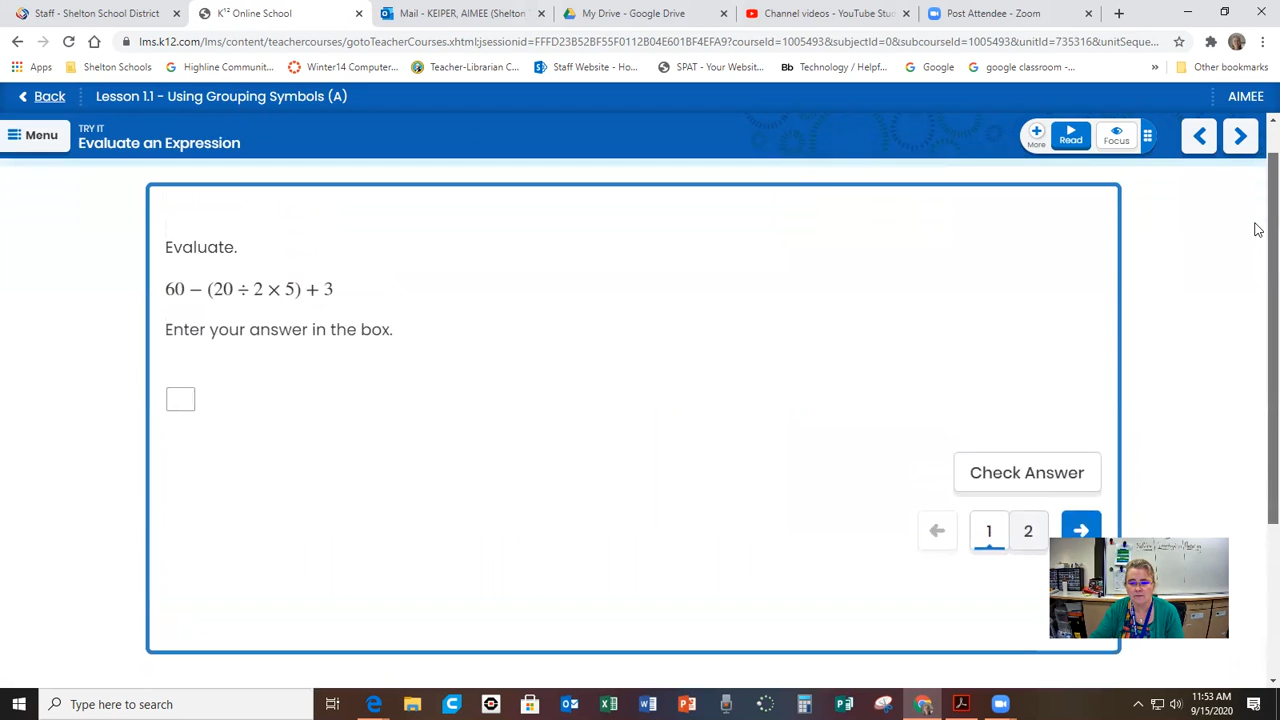 Staff - Shelton School District
K¹² Online School
Mail - KEIPER, AIMEE (Shelton
My Drive - Google Drive
Channel videos - YouTube Stu
Post Attendee - Zoom
lms.k12.com/lms/content/teachercourses/gotoTeacherCourses.xhtml;jsessionid=FFFD23B52BF55F0112B04E601BF4EFA9?courseId=1005493&subjectId=0&subcourseId=1005493&unitId=735316&unitSeque...
Apps
Shelton Schools
Highline Communit...
Winter14 Computer...
Teacher-Librarian C...
Staff Website - Ho...
SPAT - Your Websit...
Bb Technology / Helpf...
Google
google classroom -...
»
Other bookmarks
Back
Lesson 1.1 - Using Grouping Symbols (A)
AIMEE
Menu
TRY IT
Evaluate an Expression
More
Read
Focus
Evaluate.
60 − (20 ÷ 2 × 5) + 3
Enter your answer in the box.
Check Answer
1
2
Type here to search
11:53 AM
9/15/2020